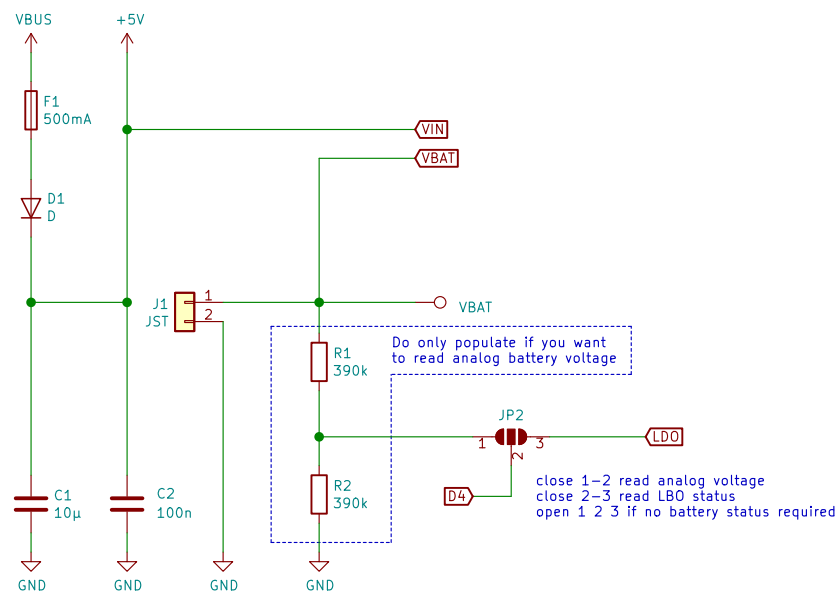 VBUS
+5V
F1
500mA
VIN
VBAT
D1
D
J1
JST
1
2
VBAT
Do only populate if you want
to read analog battery voltage
R1
390k
JP2
1
3
2
LDO
D4
close 1-2 read analog voltage
close 2-3 read LBO status
open 1 2 3 if no battery status required
R2
390k
C1
10µ
C2
100n
GND
GND
GND
GND